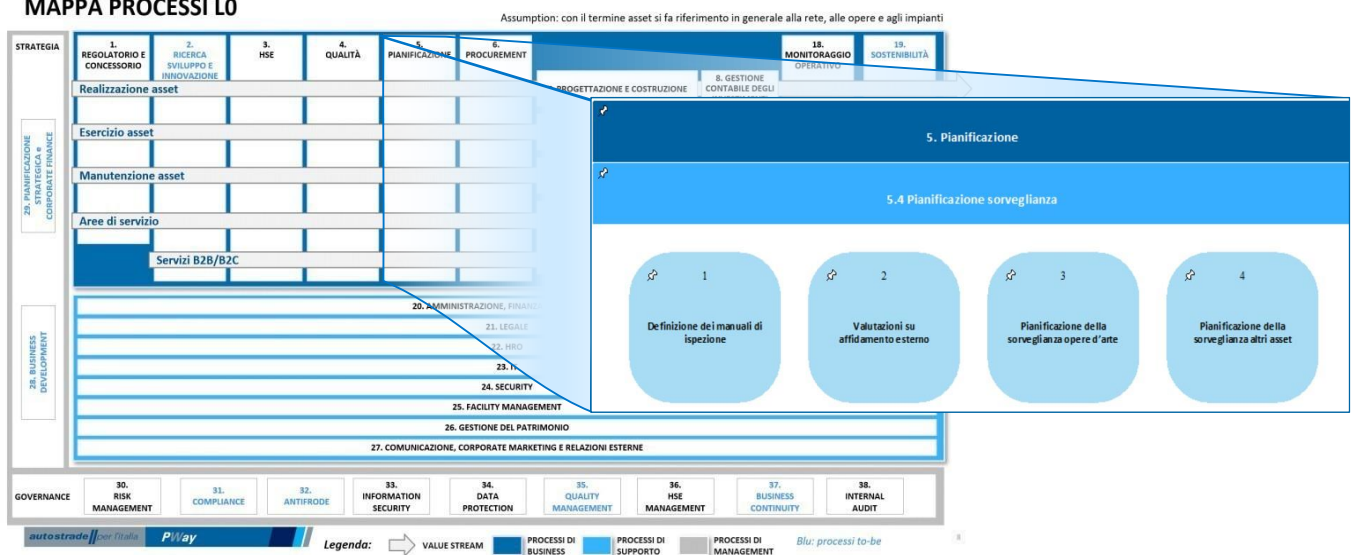 MAPPA PROCESSI L0
Assumption: con il termine asset si fa riferimento in generale alla rete, alle opere e agli impianti
STRATEGIA
1.
REGOLATORIO E
CONCESSORIO
2.
RICERCA
SVILUPPO E
INNOVAZIONE
3.
HSE
4.
QUALITÀ
5.
PIANIFICAZIONE
6.
PROCUREMENT
PROGETTAZIONE E COSTRUZIONE
8. GESTIONE
CONTABILE DEGLI
18.
MONITORAGGIO
OPERATIVO
19.
SOSTENIBILITÀ
Realizzazione asset
Esercizio asset
Manutenzione asset
Aree di servizio
Servizi B2B/B2C
29. PIANIFICAZIONE
STRATEGICA e
CORPORATE FINANCE
28. BUSINESS
DEVELOPMENT
5. Pianificazione
5.4 Pianificazione sorveglianza
1
Definizione dei manuali di
ispezione
2
Valutazioni su
affidamento esterno
3
Pianificazione della
sorveglianza opere d'arte
4
Pianificazione della
sorveglianza altri asset
20. AMMINISTRAZIONE, FINANZA
21. LEGALE
22. HRO
23.
24. SECURITY
25. FACILITY MANAGEMENT
26. GESTIONE DEL PATRIMONIO
27. COMUNICAZIONE, CORPORATE MARKETING E RELAZIONI ESTERNE
GOVERNANCE
30.
RISK
MANAGEMENT
31.
COMPLIANCE
32.
ANTIFRODE
33.
INFORMATION
SECURITY
34.
DATA
PROTECTION
35.
QUALITY
MANAGEMENT
36.
HSE
MANAGEMENT
37.
BUSINESS
CONTINUITY
38.
INTERNAL
AUDIT
autostrade per l'italia
PWay
Legenda:
VALUE STREAM
PROCESSI DI
BUSINESS
PROCESSI DI
SUPPORTO
PROCESSI DI
MANAGEMENT
Blu: processi to-be
8